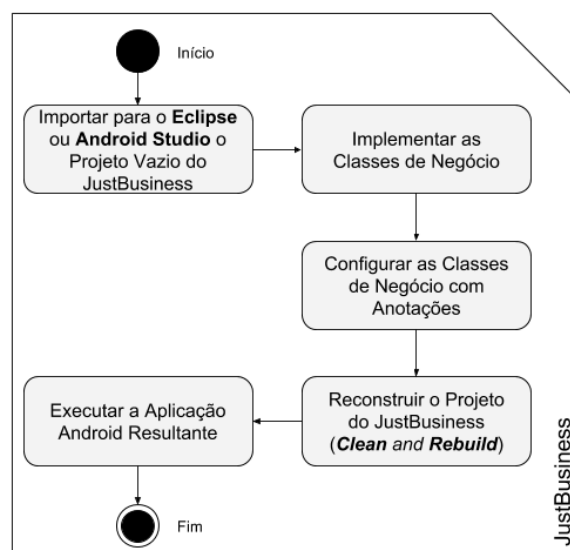 Início
Importar para o Eclipse
ou Android Studio o
Projeto Vazio do
JustBusiness
Implementar as
Classes de Negócio
Configurar as Classes
de Negócio com
Anotações
Reconstruir o Projeto
do JustBusiness
(Clean and Rebuild)
Executar a Aplicação
Android Resultante
Fim
JustBusiness